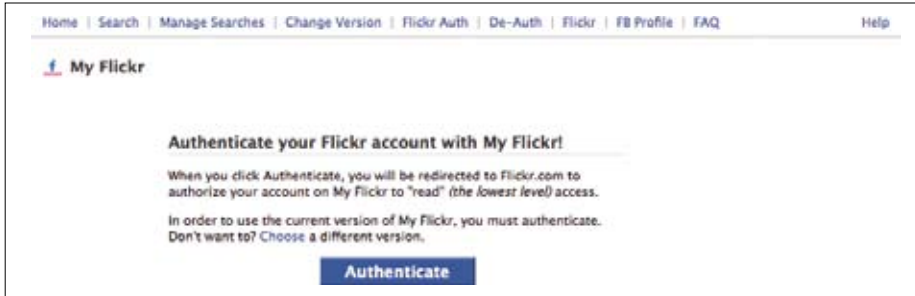 Home | Search | Manage Searches | Change Version | Flickr Auth | De-Auth | Flickr | FB Profile | FAQ Help
My Flickr
Authenticate your Flickr account with My Flickr!
When you click Authenticate, you will be redirected to Flickr.com to
authorize your account on My Flickr to "read" (the lowest level) access.
In order to use the current version of My Flickr, you must authenticate.
Don't want to? Choose a different version.
Authenticate